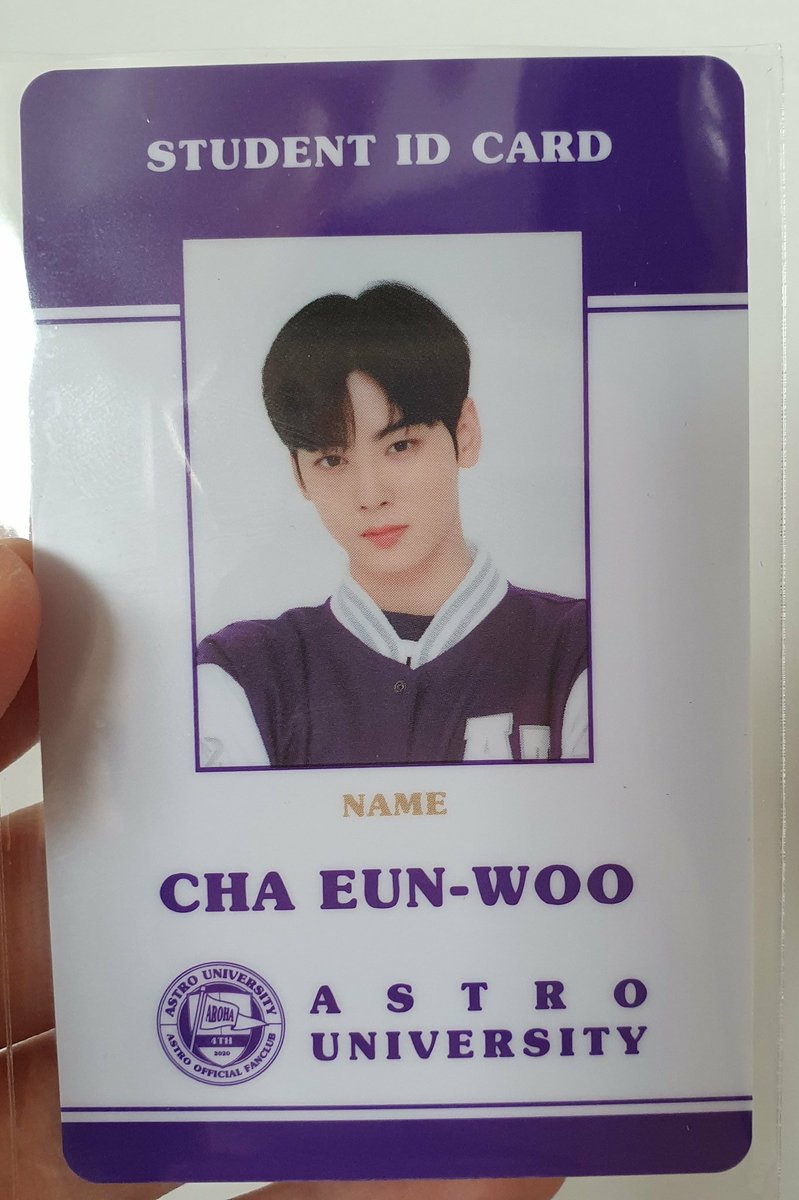 STUDENT ID CARD
NAME
CHA EUN-WOO
ASTRO UNIVERSITY
AROHA
4TH
2020
ASTRO OFFICIAL FANCLUB
ASTRO
UNIVERSITY